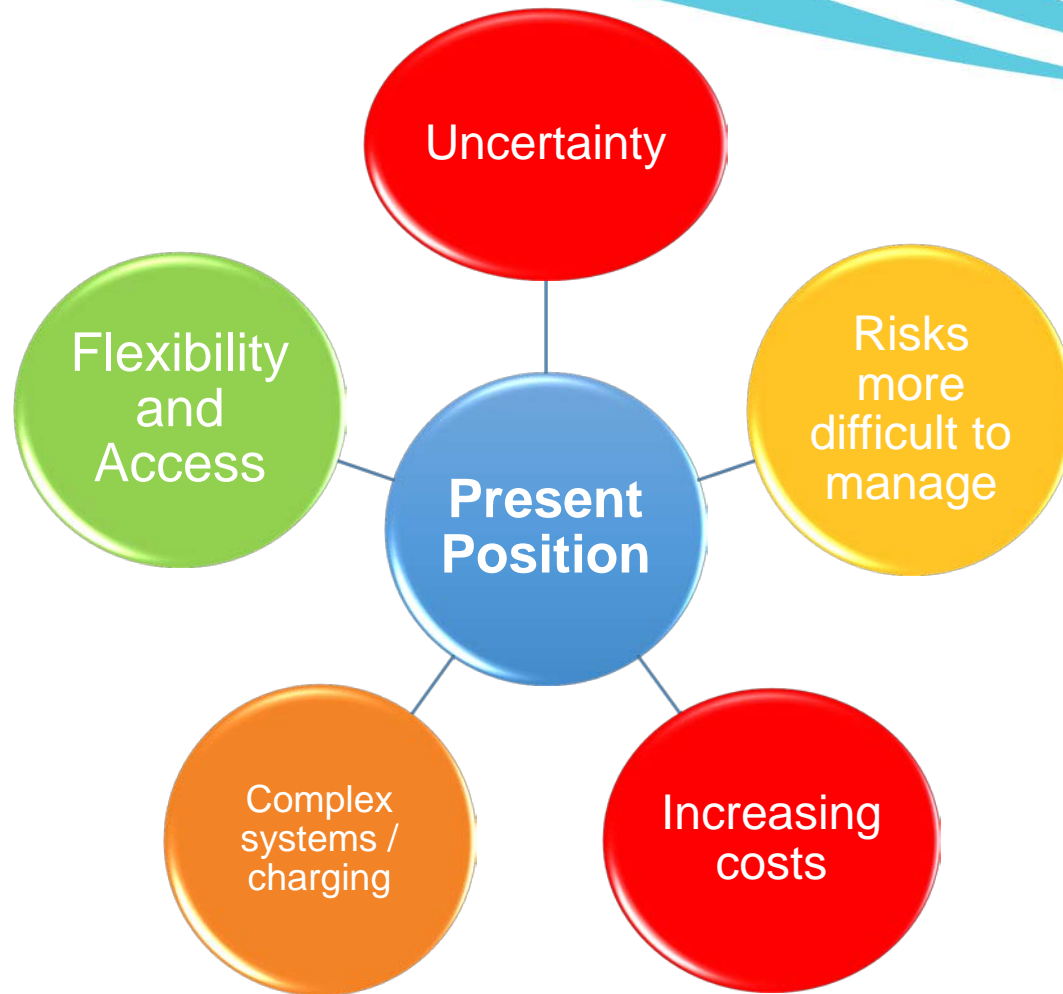 Uncertainty
Flexibility
and
Access
Risks
more
difficult to
manage
Present
Position
Complex
systems /
charging
Increasing
costs